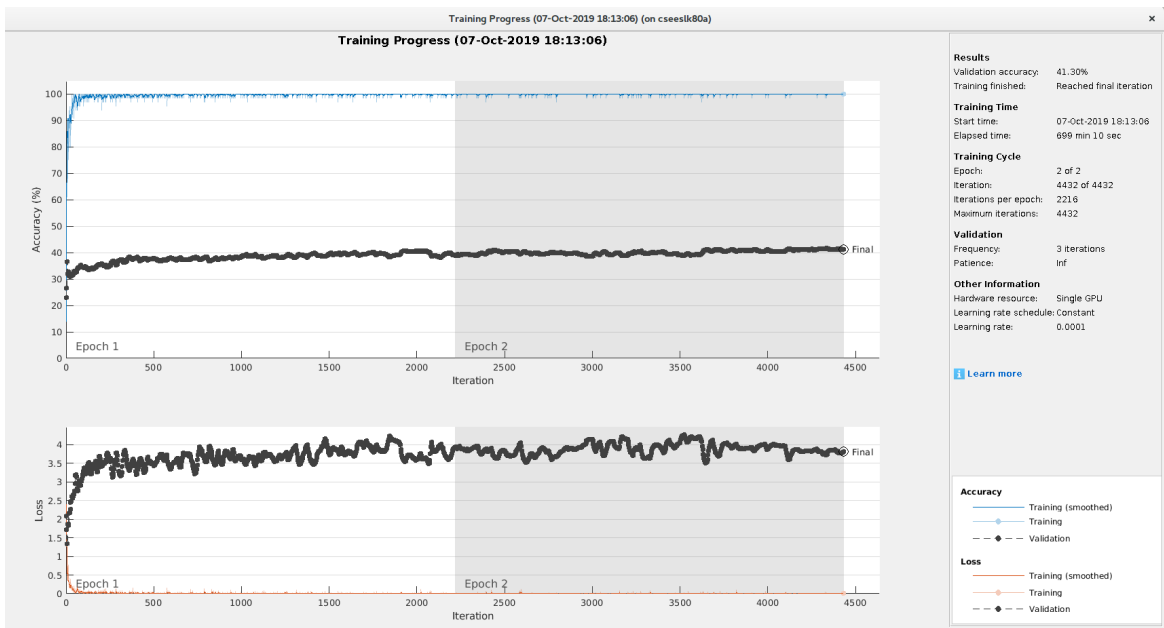 Training Progress (07-Oct-2019 18:13:06) (on cseeslk80a)
×
Training Progress (07-Oct-2019 18:13:06)
Accuracy (%)
100
90
80
70
60
50
40
30
20
10
0
Final
Epoch 1
Epoch 2
0 500 1000 1500 2000 2500 3000 3500 4000 4500
Iteration
Loss
4
3.5
3
2.5
2
1.5
1
0.5
0
Final
Epoch 1
Epoch 2
0 500 1000 1500 2000 2500 3000 3500 4000 4500
Iteration
Results
Validation accuracy: 41.30%
Training finished: Reached final iteration
Training Time
Start time: 07-Oct-2019 18:13:06
Elapsed time: 699 min 10 sec
Training Cycle
Epoch: 2 of 2
Iteration: 4432 of 4432
Iterations per epoch: 2216
Maximum iterations: 4432
Validation
Frequency: 3 iterations
Patience: Inf
Other Information
Hardware resource: Single GPU
Learning rate schedule: Constant
Learning rate: 0.0001
i Learn more
Accuracy
Training (smoothed)
Training
Validation
Loss
Training (smoothed)
Training
Validation